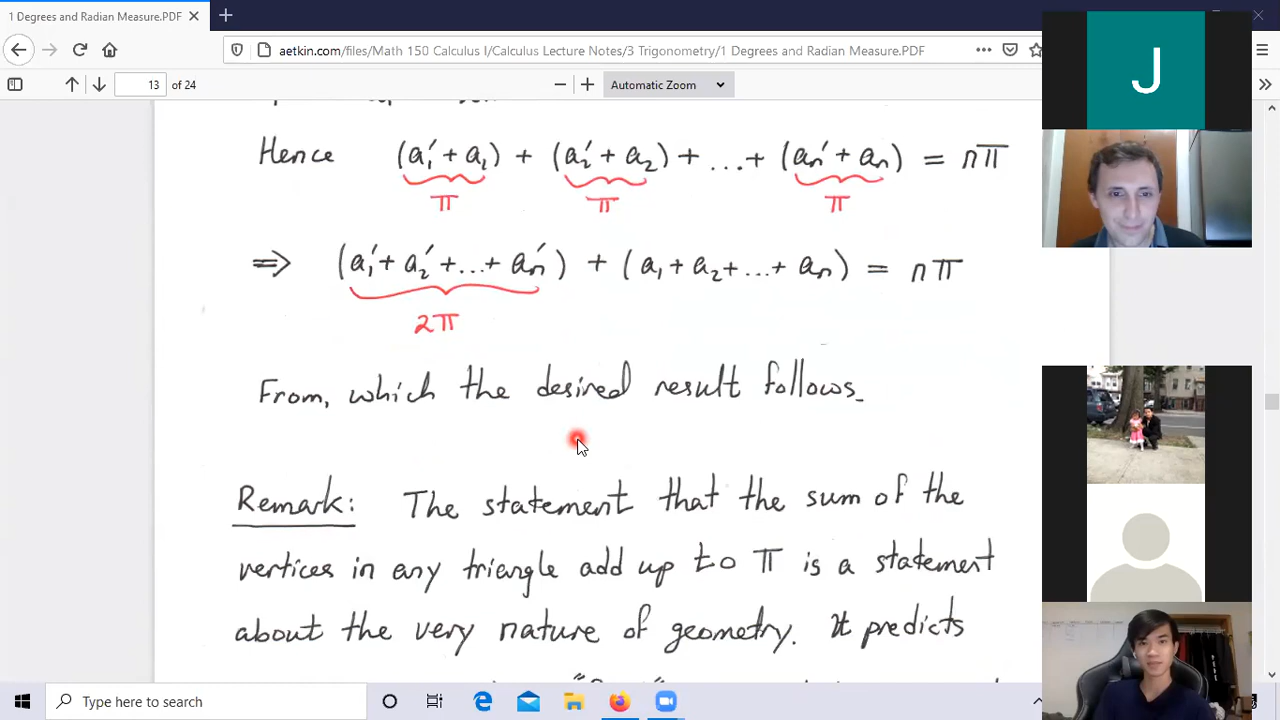 1 Degrees and Radian Measure.PDF
aetkin.com/files/Math 150 Calculus I/Calculus Lecture Notes/3 Trigonometry/1 Degrees and Radian Measure.PDF
13 of 24
Automatic Zoom
Hence (a₁′ + a₁) + (a₂′ + a₂) + ... + (aₙ′ + aₙ) = nπ
π π π
⇒ (a₁′ + a₂′ + ... + aₙ′) + (a₁ + a₂ + ... + aₙ) = nπ
2π
From, which the desired result follows.
Remark: The statement that the sum of the
vertices in any triangle add up to π is a statement
about the very nature of geometry. It predicts
J
Type here to search